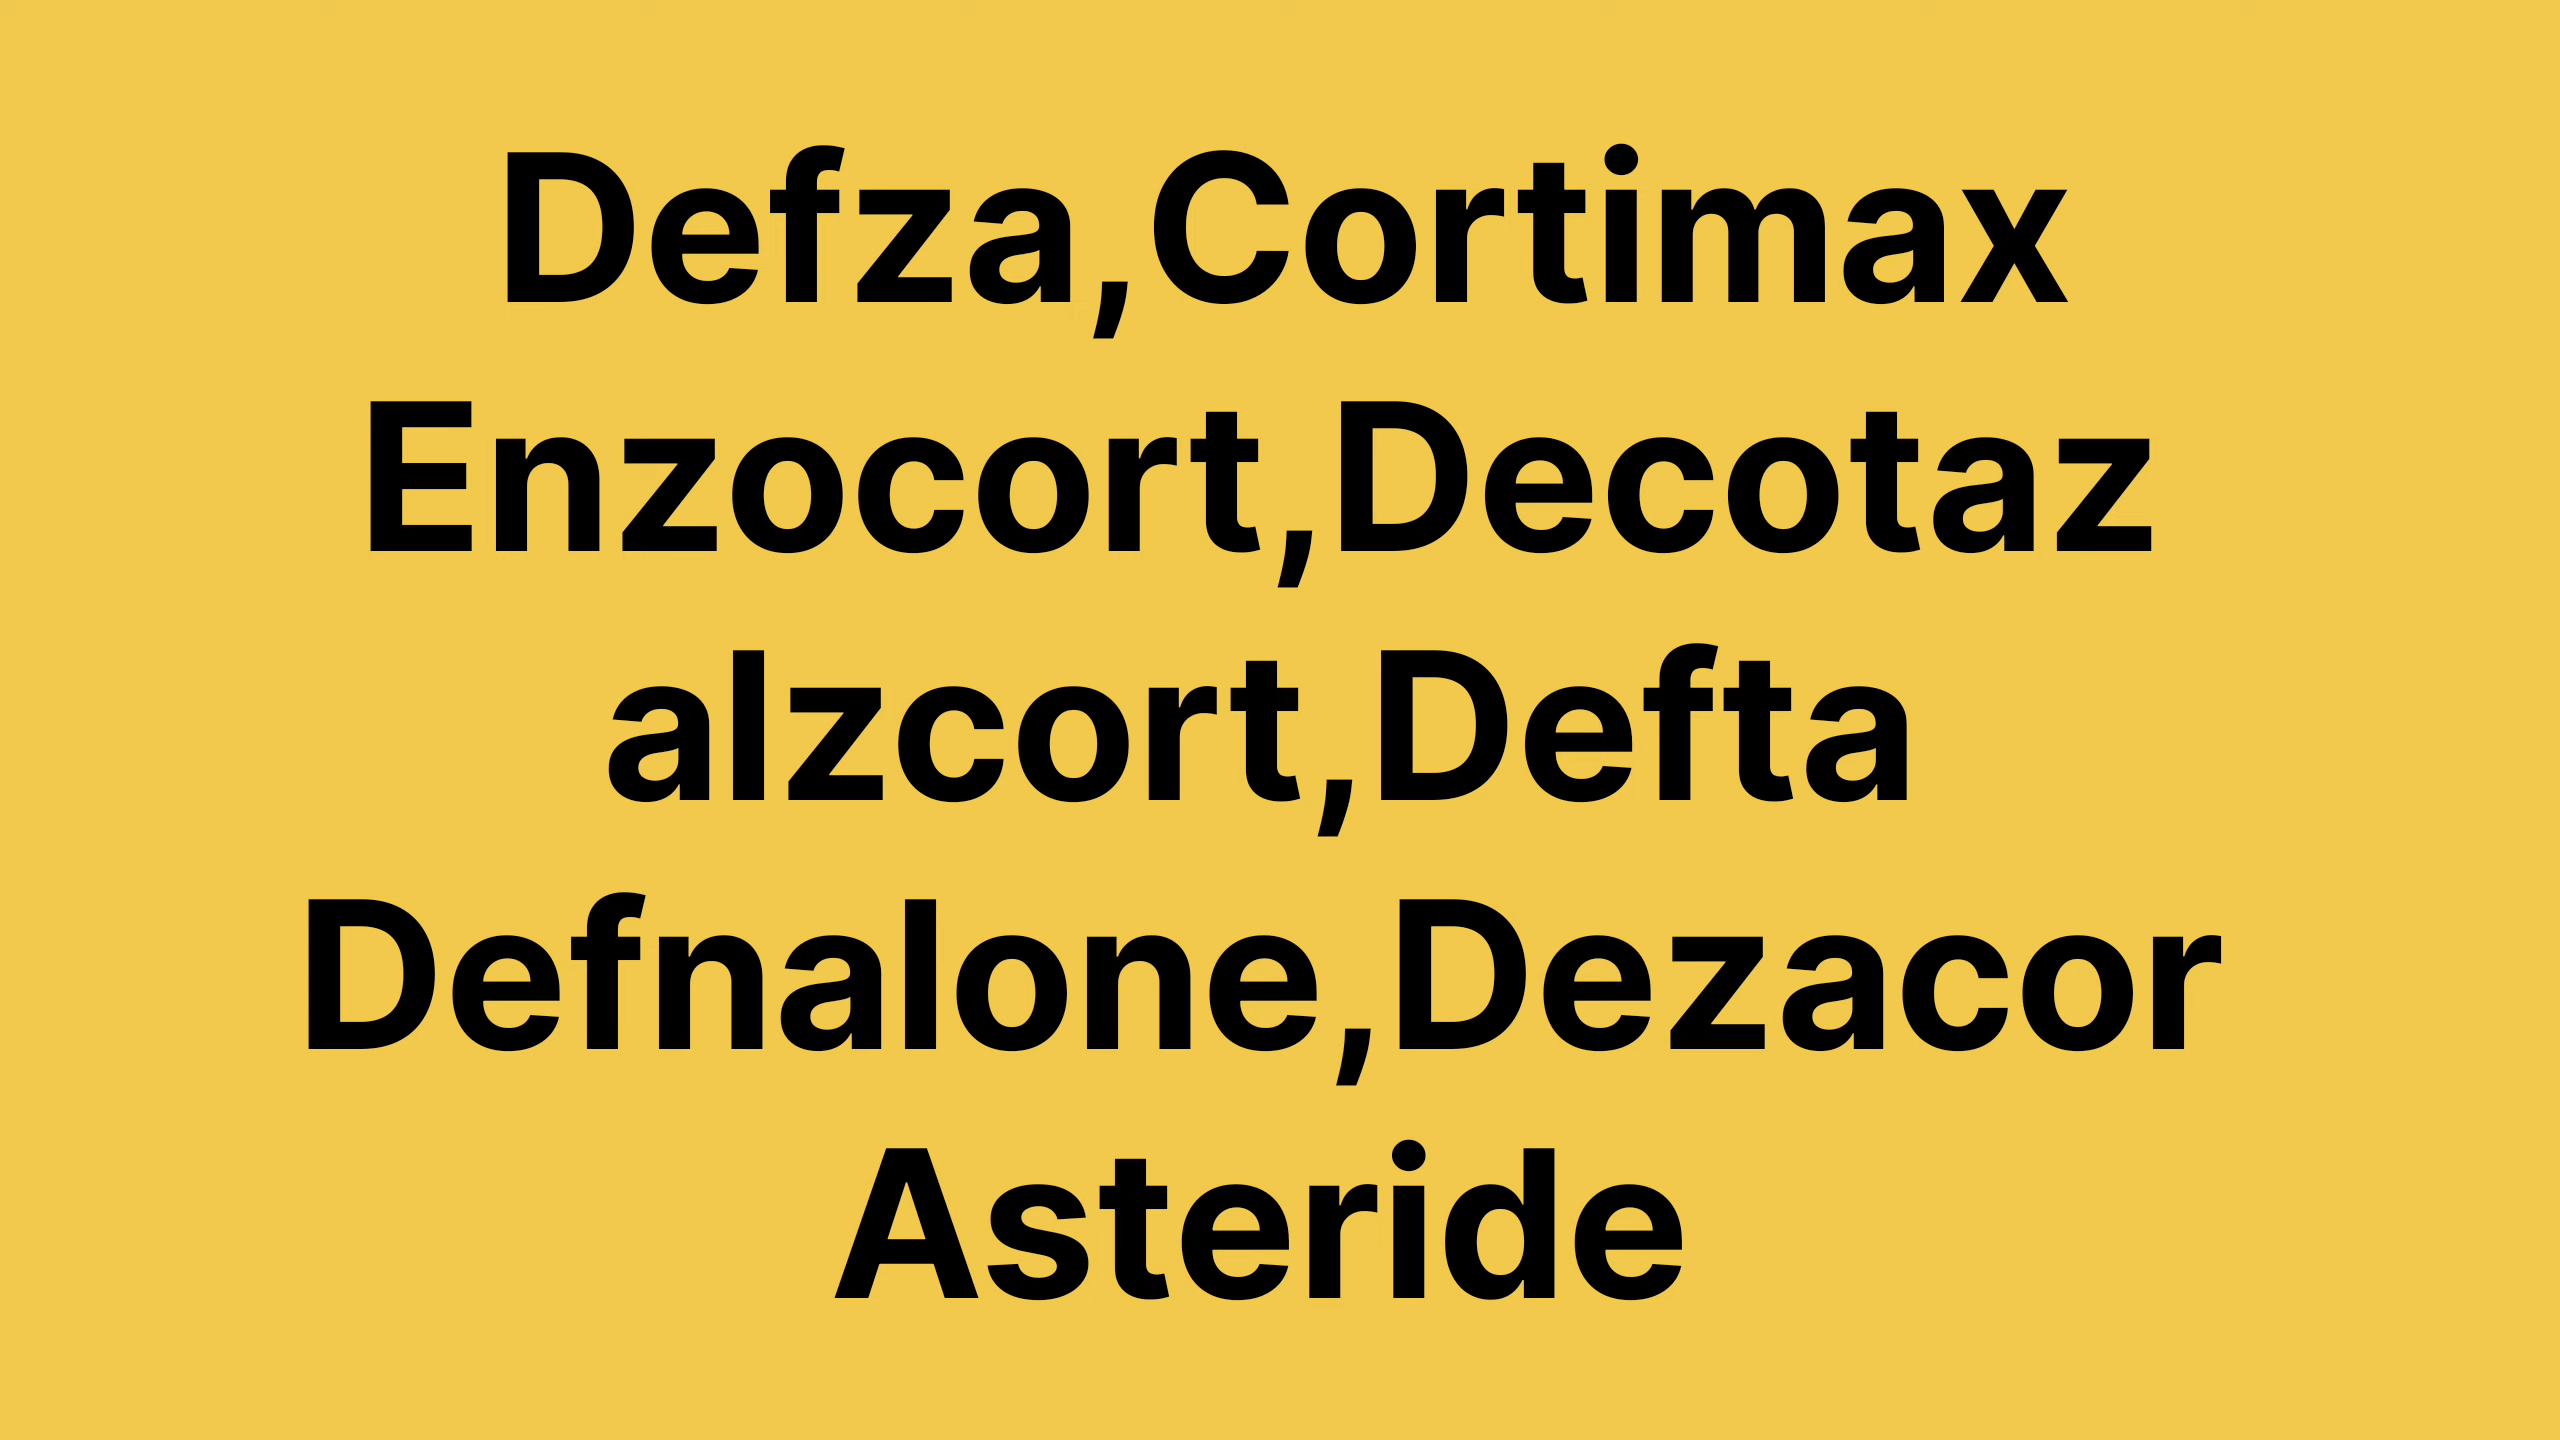 Defza,Cortimax
Enzocort,Decotaz
alzcort,Defta
Defnalone,Dezacor
Asteride